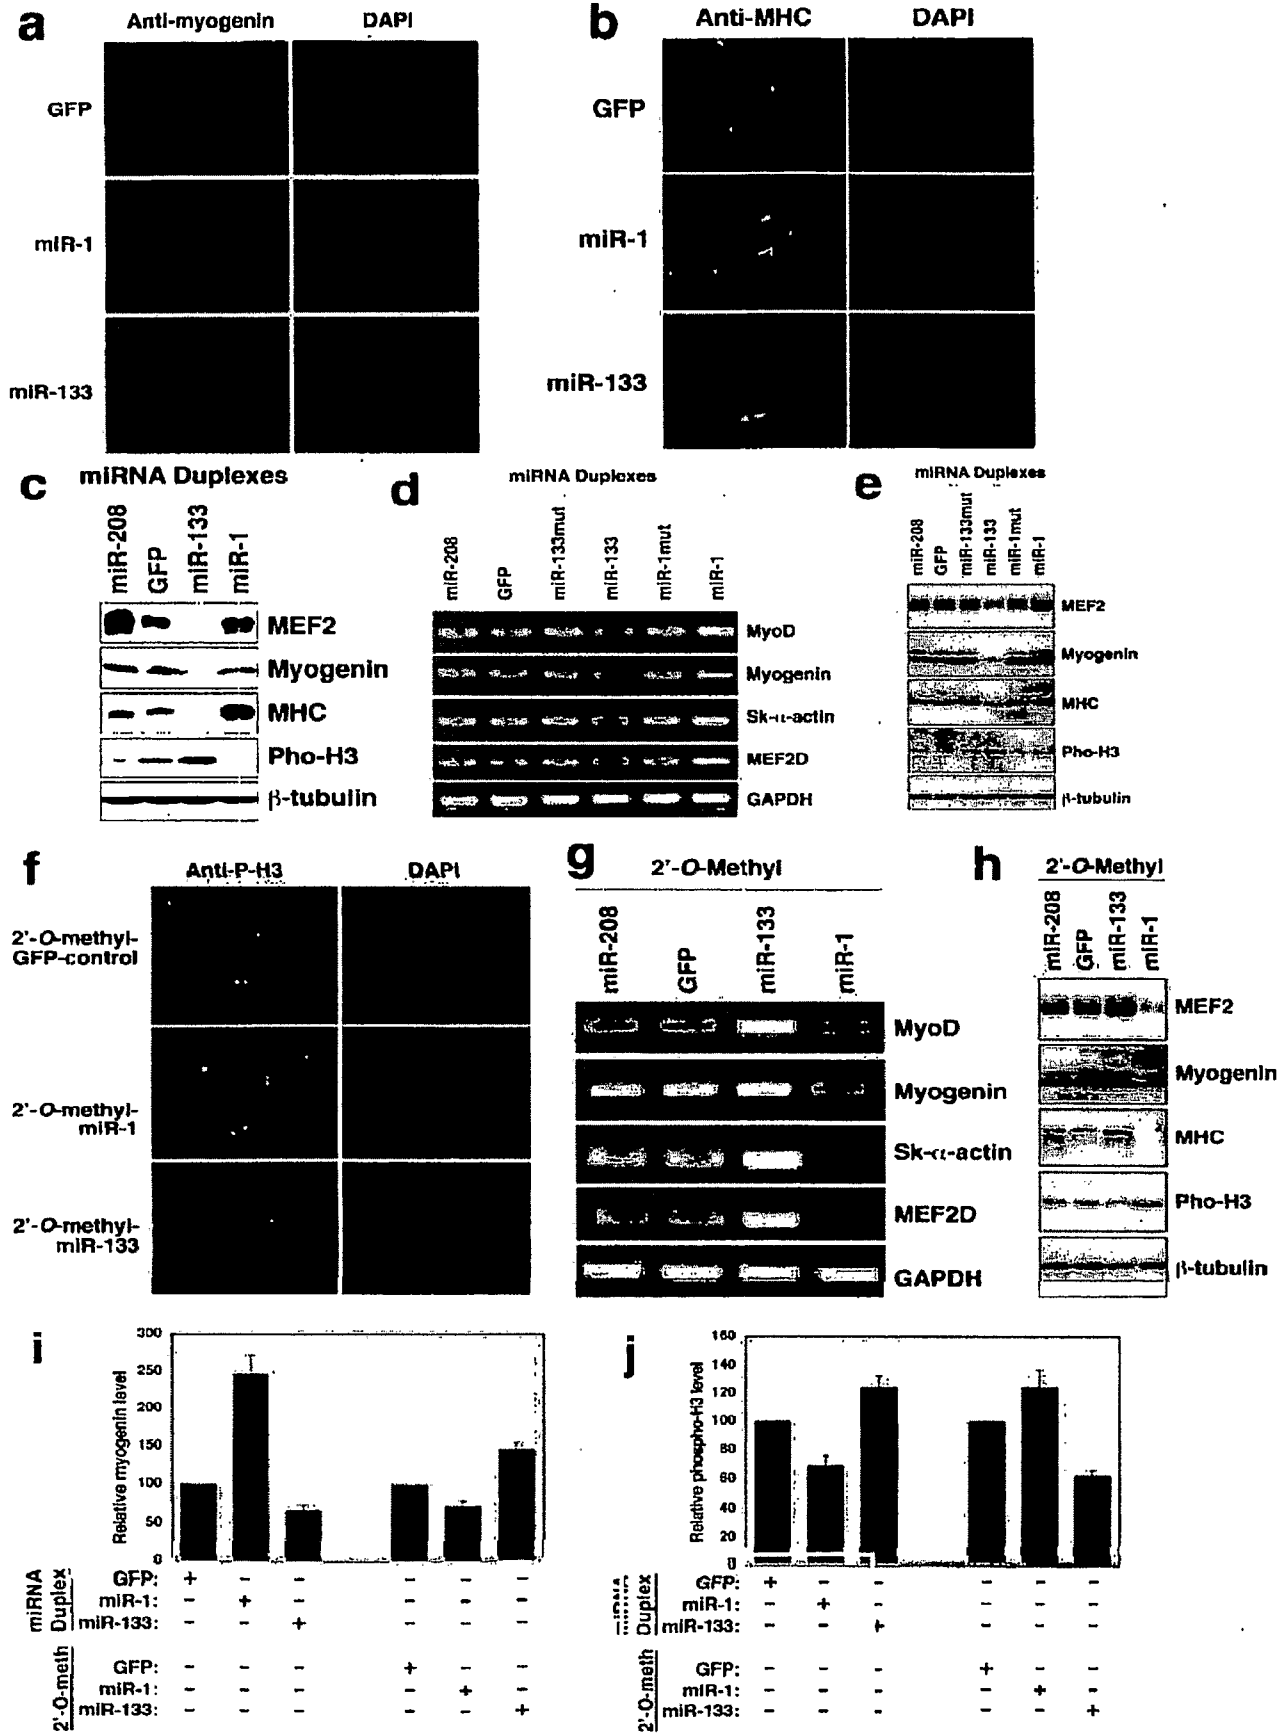 a
Anti-myogenin DAPI
GFP
miR-1
miR-133
b
Anti-MHC DAPI
GFP
miR-1
miR-133
c
miRNA Duplexes
miR-208 GFP miR-133 miR-1
MEF2
Myogenin
MHC
Pho-H3
β-tubulin
d
miRNA Duplexes
miR-208 GFP miR-133mut miR-133 miR-1mut miR-1
MyoD
Myogenin
Sk-α-actin
MEF2D
GAPDH
e
miRNA Duplexes
miR-208 GFP miR-133mut miR-133 miR-1mut miR-1
MEF2
Myogenin
MHC
Pho-H3
β-tubulin
f
Anti-P-H3 DAPI
2'-O-methyl-
GFP-control
2'-O-methyl-
miR-1
2'-O-methyl-
miR-133
g
2'-O-Methyl
miR-208 GFP miR-133 miR-1
MyoD
Myogenin
Sk-α-actin
MEF2D
GAPDH
h
2'-O-Methyl
miR-208 GFP miR-133 miR-1
MEF2
Myogenin
MHC
Pho-H3
β-tubulin
i
Relative myogenin level
300
250
200
150
100
50
0
miRNA
Duplex
GFP: + - - - - -
miR-1: - + - - - -
miR-133: - - + - - -
2'-O-meth
GFP: - - - + - -
miR-1: - - - - + -
miR-133: - - - - - +
j
Relative phospho-H3 level
160
140
120
100
80
60
40
20
0
Duplex
GFP: + - - - - -
miR-1: - + - - - -
miR-133: - - + - - -
2'-O-meth
GFP: - - - + - -
miR-1: - - - - + -
miR-133: - - - - - +